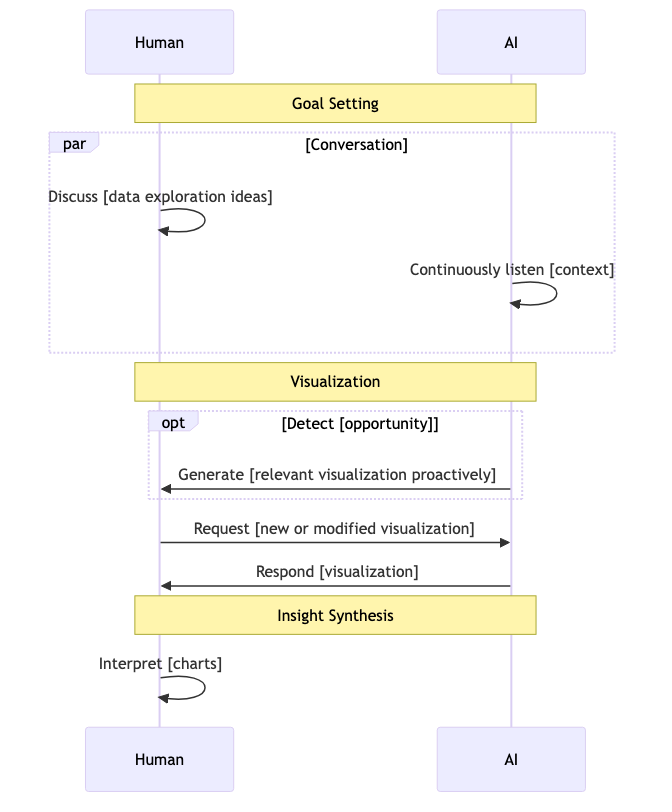 Human
AI
Goal Setting
par
[Conversation]
Discuss [data exploration ideas]
Continuously listen [context]
Visualization
opt
[Detect [opportunity]]
Generate [relevant visualization proactively]
Request [new or modified visualization]
Respond [visualization]
Insight Synthesis
Interpret [charts]
Human
AI